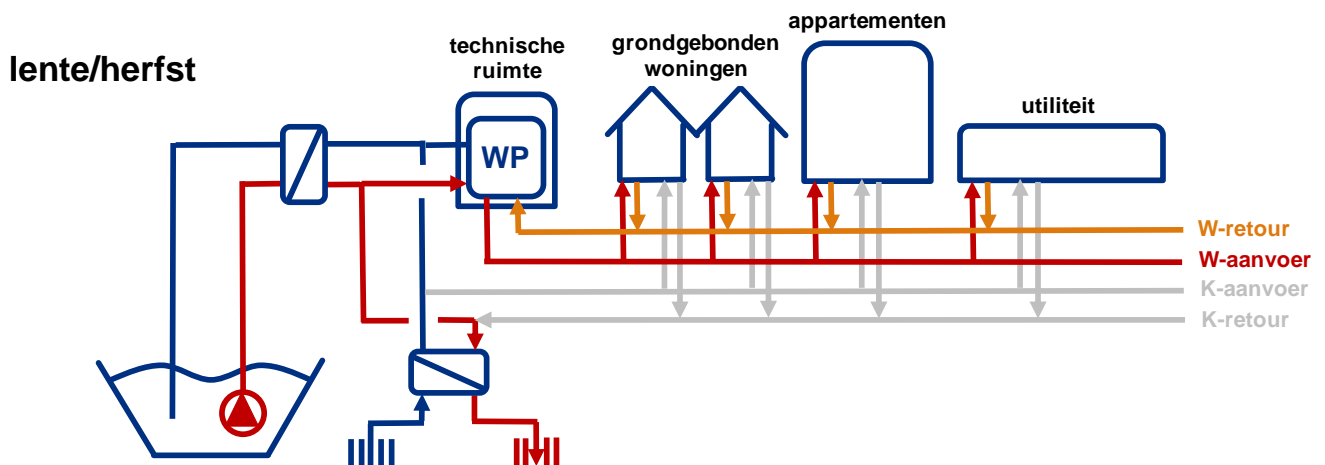 lente/herfst
technische
ruimte
grondgebonden
woningen
appartementen
utiliteit
WP
W-retour
W-aanvoer
K-aanvoer
K-retour